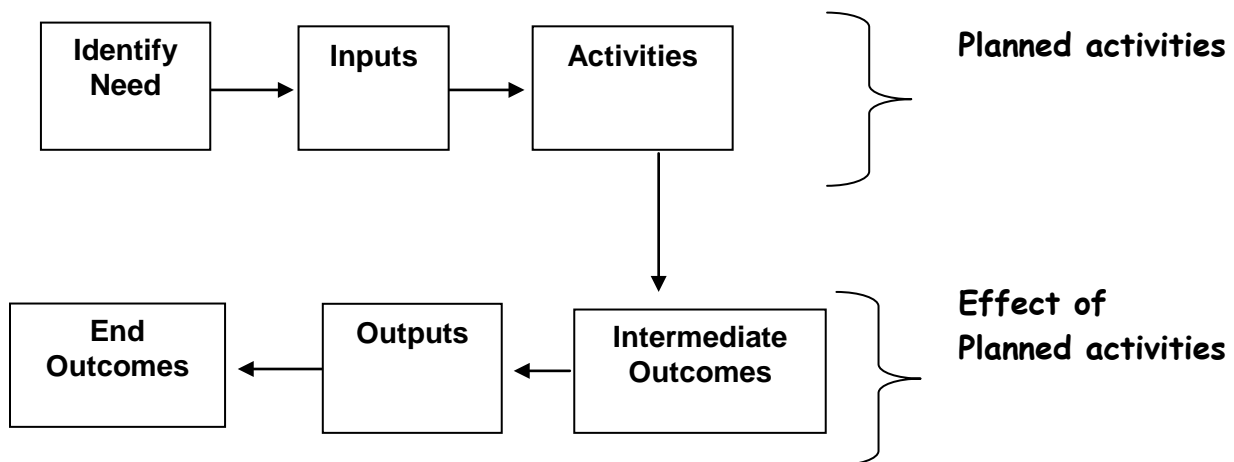 Identify
Need
Inputs
Activities
Planned activities
End
Outcomes
Outputs
Intermediate
Outcomes
Effect of
Planned activities